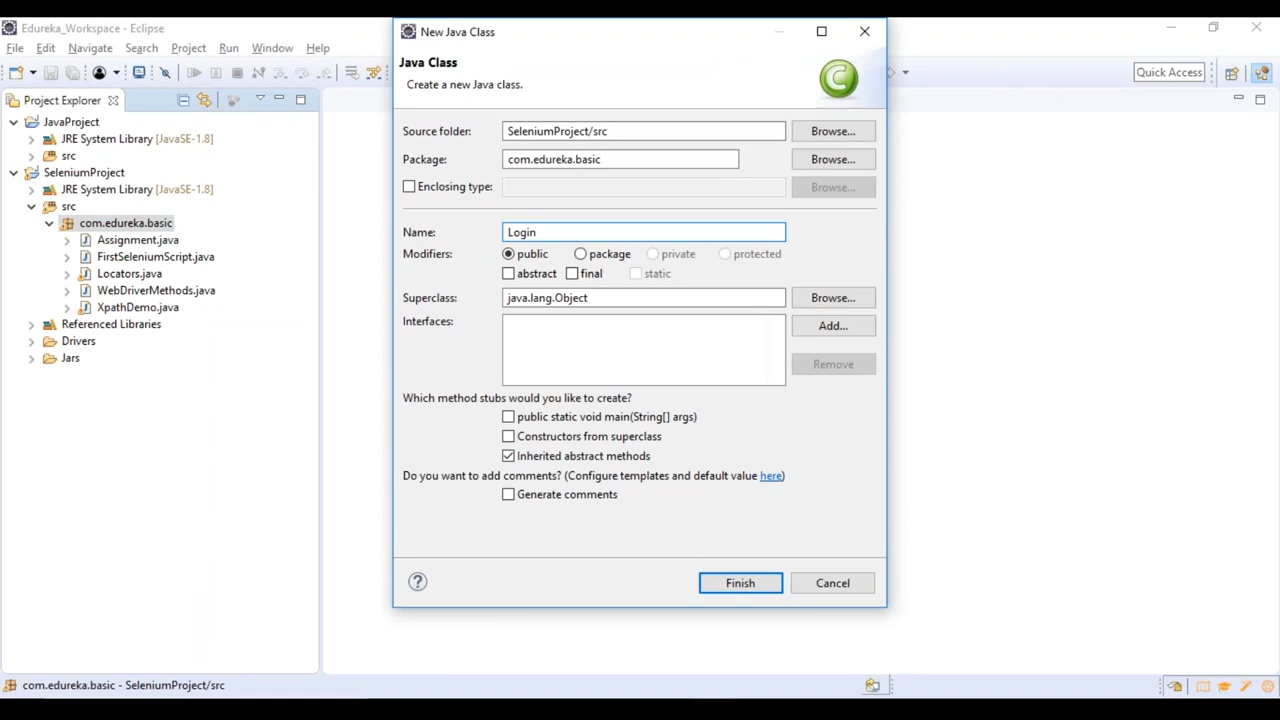 Edureka_Workspace - Eclipse
File Edit Navigate Search Project Run Window Help
Quick Access
Project Explorer
JavaProject
JRE System Library [JavaSE-1.8]
src
SeleniumProject
JRE System Library [JavaSE-1.8]
src
com.edureka.basic
Assignment.java
FirstSeleniumScript.java
Locators.java
WebDriverMethods.java
XpathDemo.java
Referenced Libraries
Drivers
Jars
New Java Class
Java Class
Create a new Java class.
Source folder: SeleniumProject/src Browse...
Package: com.edureka.basic Browse...
Enclosing type: Browse...
Name: Login
Modifiers: public package private protected
abstract final static
Superclass: java.lang.Object Browse...
Interfaces: Add...
Remove
Which method stubs would you like to create?
public static void main(String[] args)
Constructors from superclass
Inherited abstract methods
Do you want to add comments? (Configure templates and default value here)
Generate comments
? Finish Cancel
com.edureka.basic - SeleniumProject/src